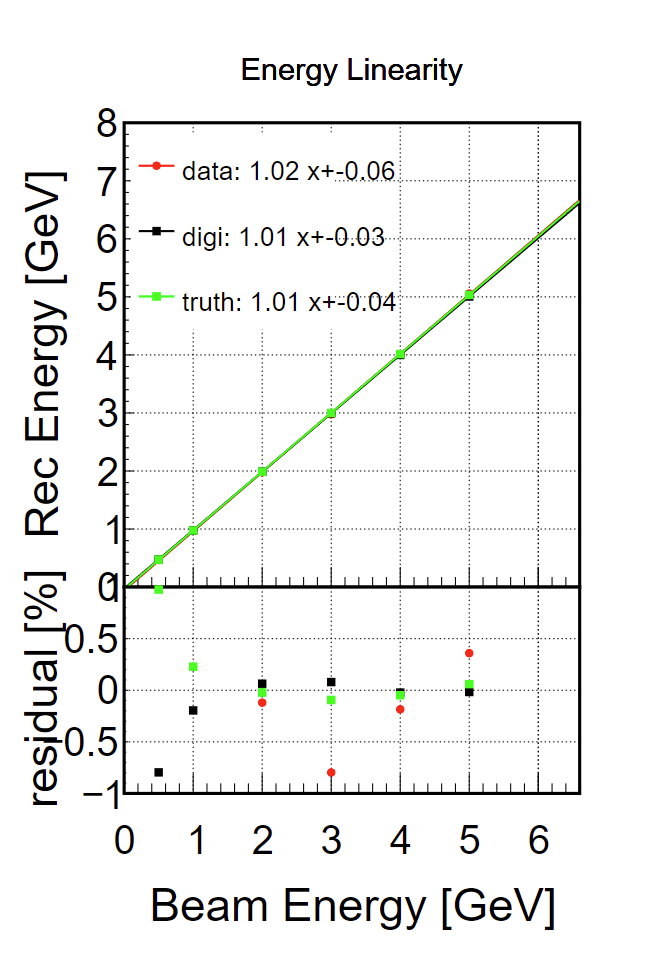 Energy Linearity
Rec Energy [GeV]
8
7
6
5
4
3
2
1
0
data: 1.02 x+-0.06
digi: 1.01 x+-0.03
truth: 1.01 x+-0.04
residual [%]
1
0.5
0
−0.5
−1
0 1 2 3 4 5 6
Beam Energy [GeV]